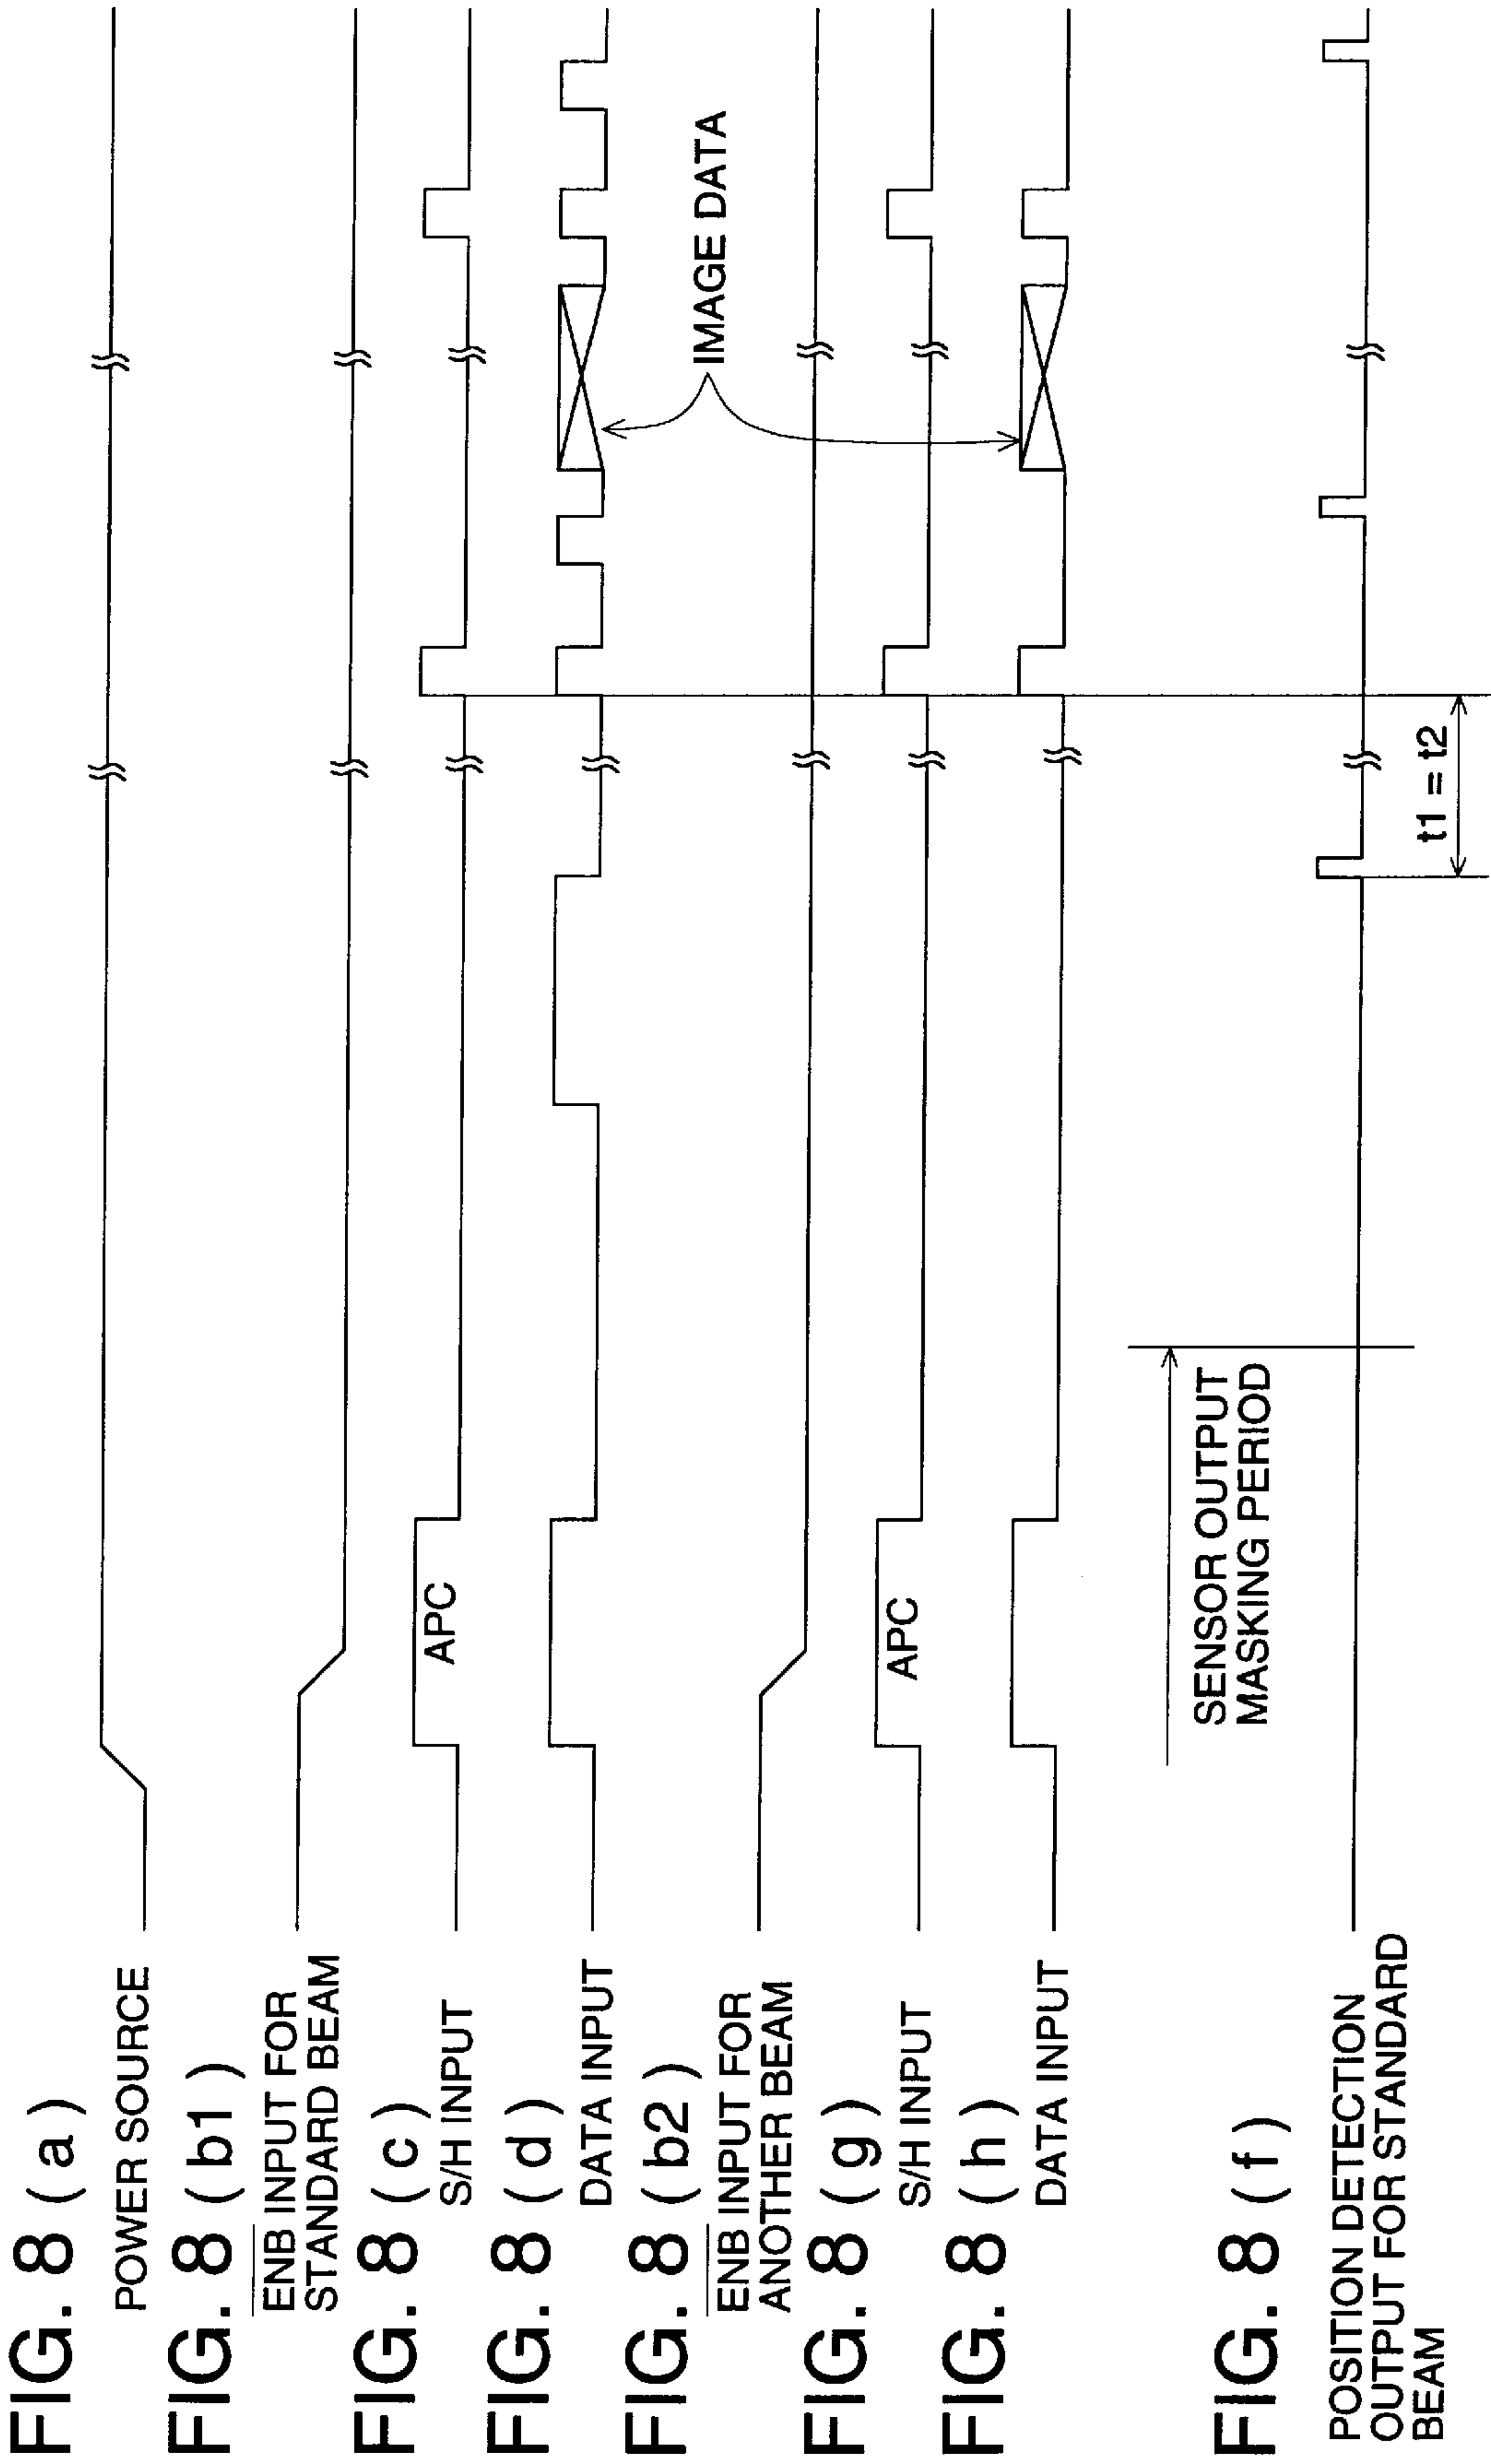 FIG. 8 (a)
POWER SOURCE
FIG. 8 (b1)
ENB INPUT FOR
STANDARD BEAM
FIG. 8 (c)
S/H INPUT
APC
FIG. 8 (d)
DATA INPUT
IMAGE DATA
FIG. 8 (b2)
ENB INPUT FOR
ANOTHER BEAM
FIG. 8 (g)
S/H INPUT
APC
FIG. 8 (h)
DATA INPUT
SENSOR OUTPUT
MASKING PERIOD
FIG. 8 (f)
POSITION DETECTION
OUTPUT FOR STANDARD
BEAM
t1 = t2